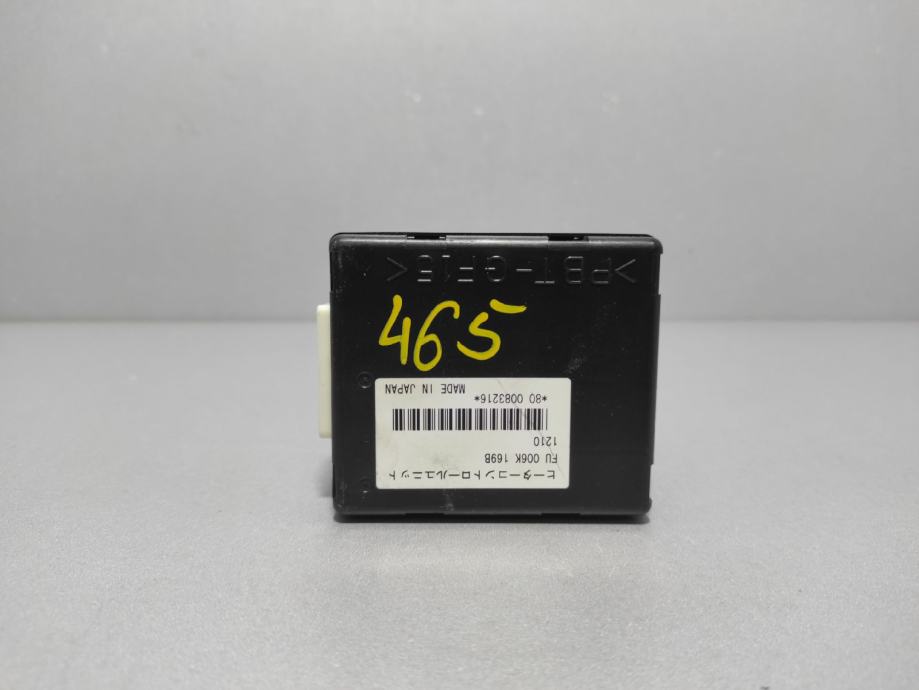 >PBT-GF15<
465
ヒーターコントロールユニット
FU 006K 169B
1210
*80 0083216*
MADE IN JAPAN